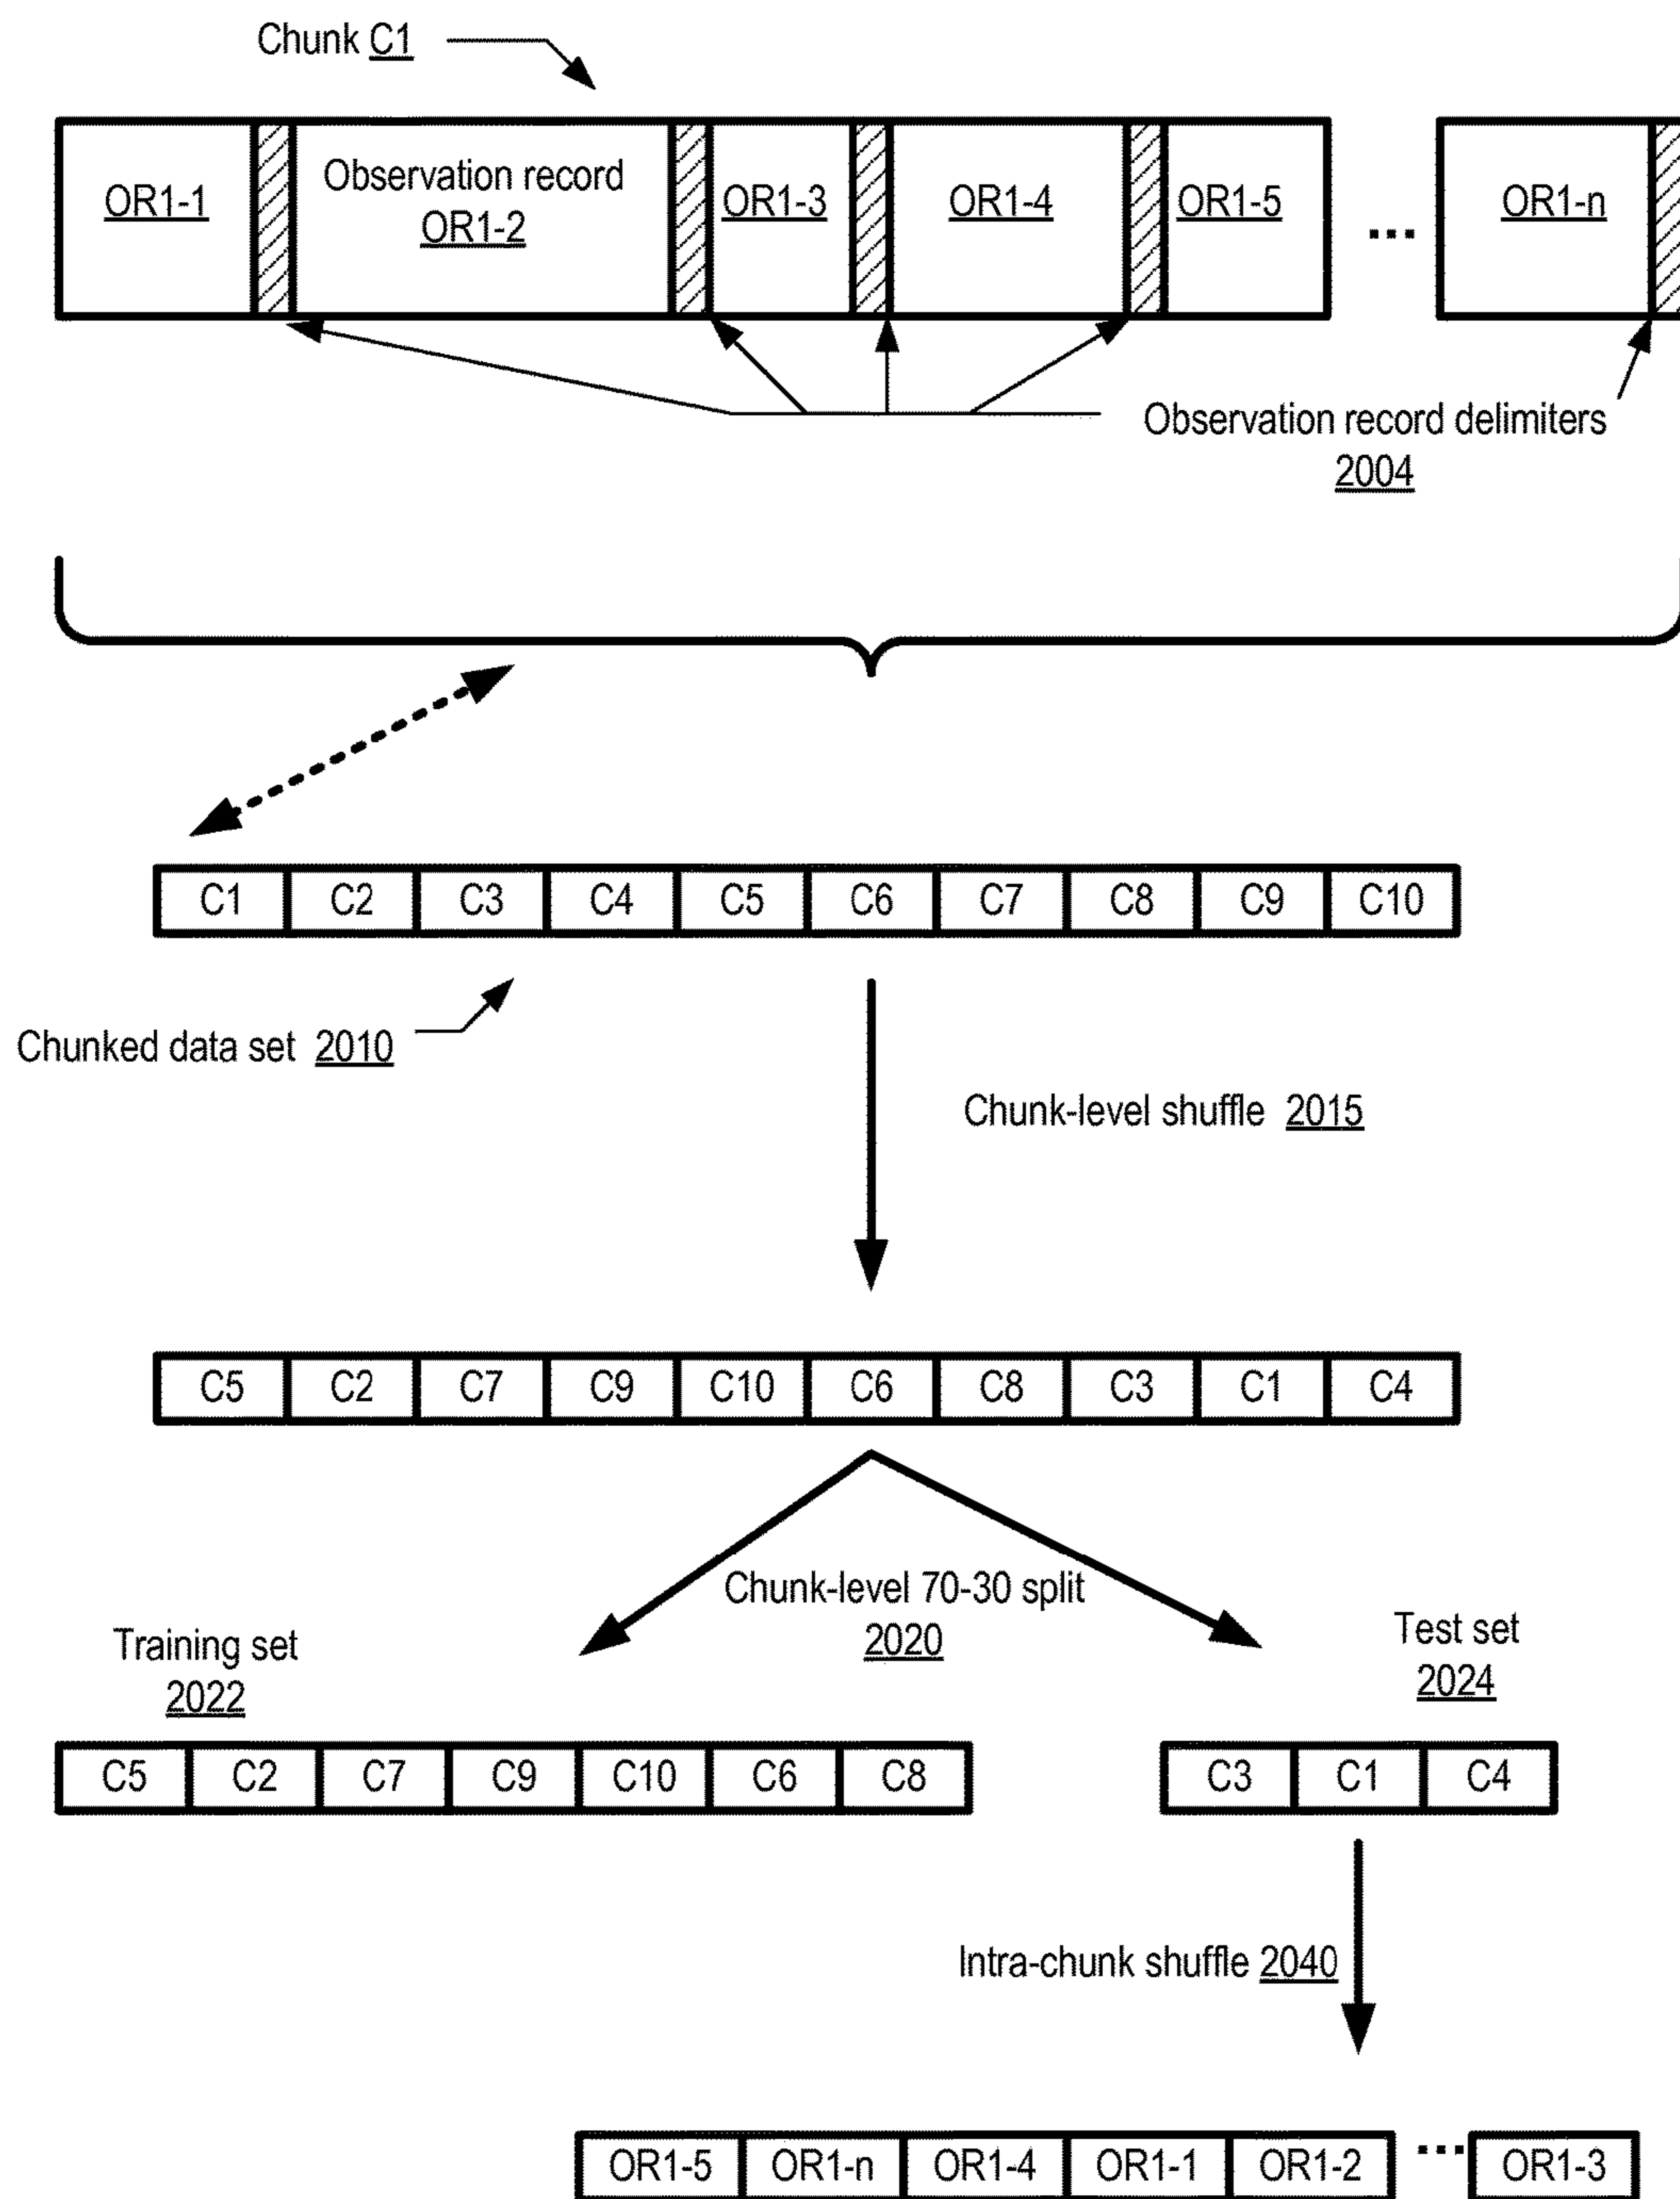 Chunk C1
OR1-1 Observation record OR1-3 OR1-4 OR1-5 ... OR1-n
OR1-2
Observation record delimiters
2004
C1 C2 C3 C4 C5 C6 C7 C8 C9 C10
Chunked data set 2010
Chunk-level shuffle 2015
C5 C2 C7 C9 C10 C6 C8 C3 C1 C4
Chunk-level 70-30 split
2020
Training set
2022
Test set
2024
C5 C2 C7 C9 C10 C6 C8
C3 C1 C4
Intra-chunk shuffle 2040
OR1-5 OR1-n OR1-4 OR1-1 OR1-2 ... OR1-3